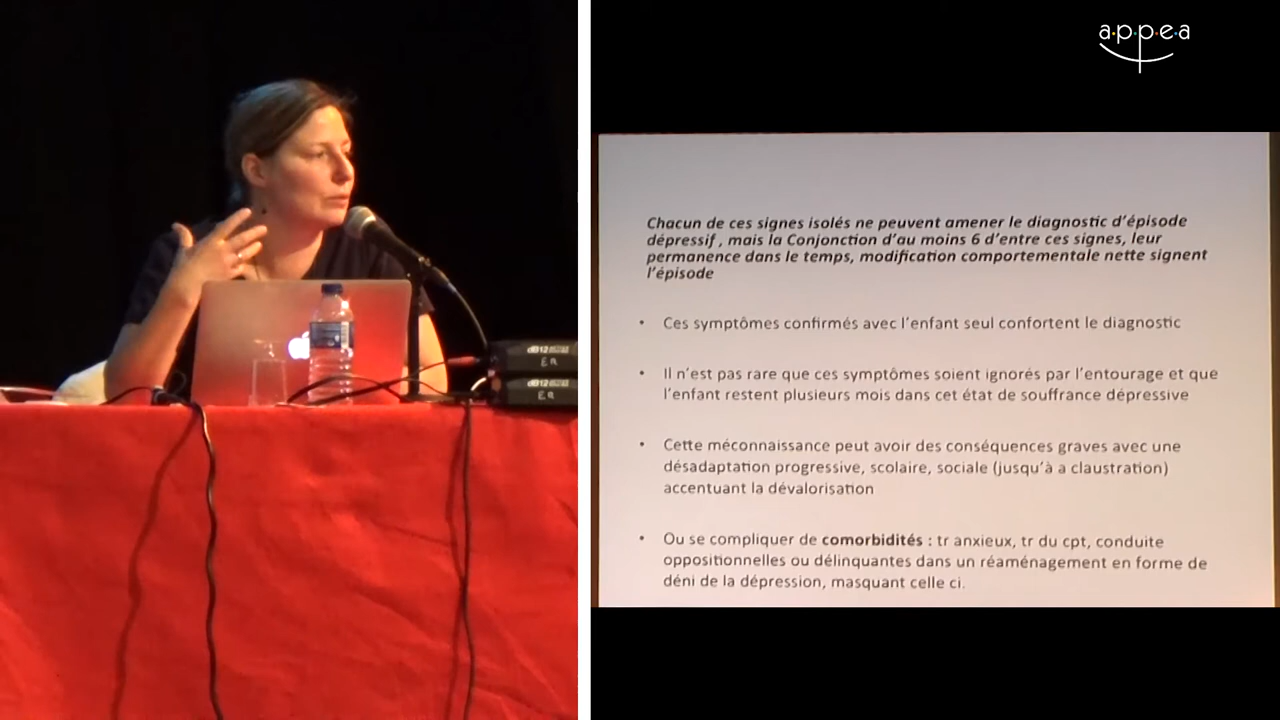 a·p·p·e·a
Chacun de ces signes isolés ne peuvent amener le diagnostic d'épisode
dépressif , mais la Conjonction d'au moins 6 d'entre ces signes, leur
permanence dans le temps, modification comportementale nette signent
l'épisode
• Ces symptômes confirmés avec l'enfant seul confortent le diagnostic
• Il n'est pas rare que ces symptômes soient ignorés par l'entourage et que
l'enfant restent plusieurs mois dans cet état de souffrance dépressive
• Cette méconnaissance peut avoir des conséquences graves avec une
désadaptation progressive, scolaire, sociale (jusqu'à a claustration)
accentuant la dévalorisation
• Ou se compliquer de comorbidités : tr anxieux, tr du cpt, conduite
oppositionnelles ou délinquantes dans un réaménagement en forme de
déni de la dépression, masquant celle ci.